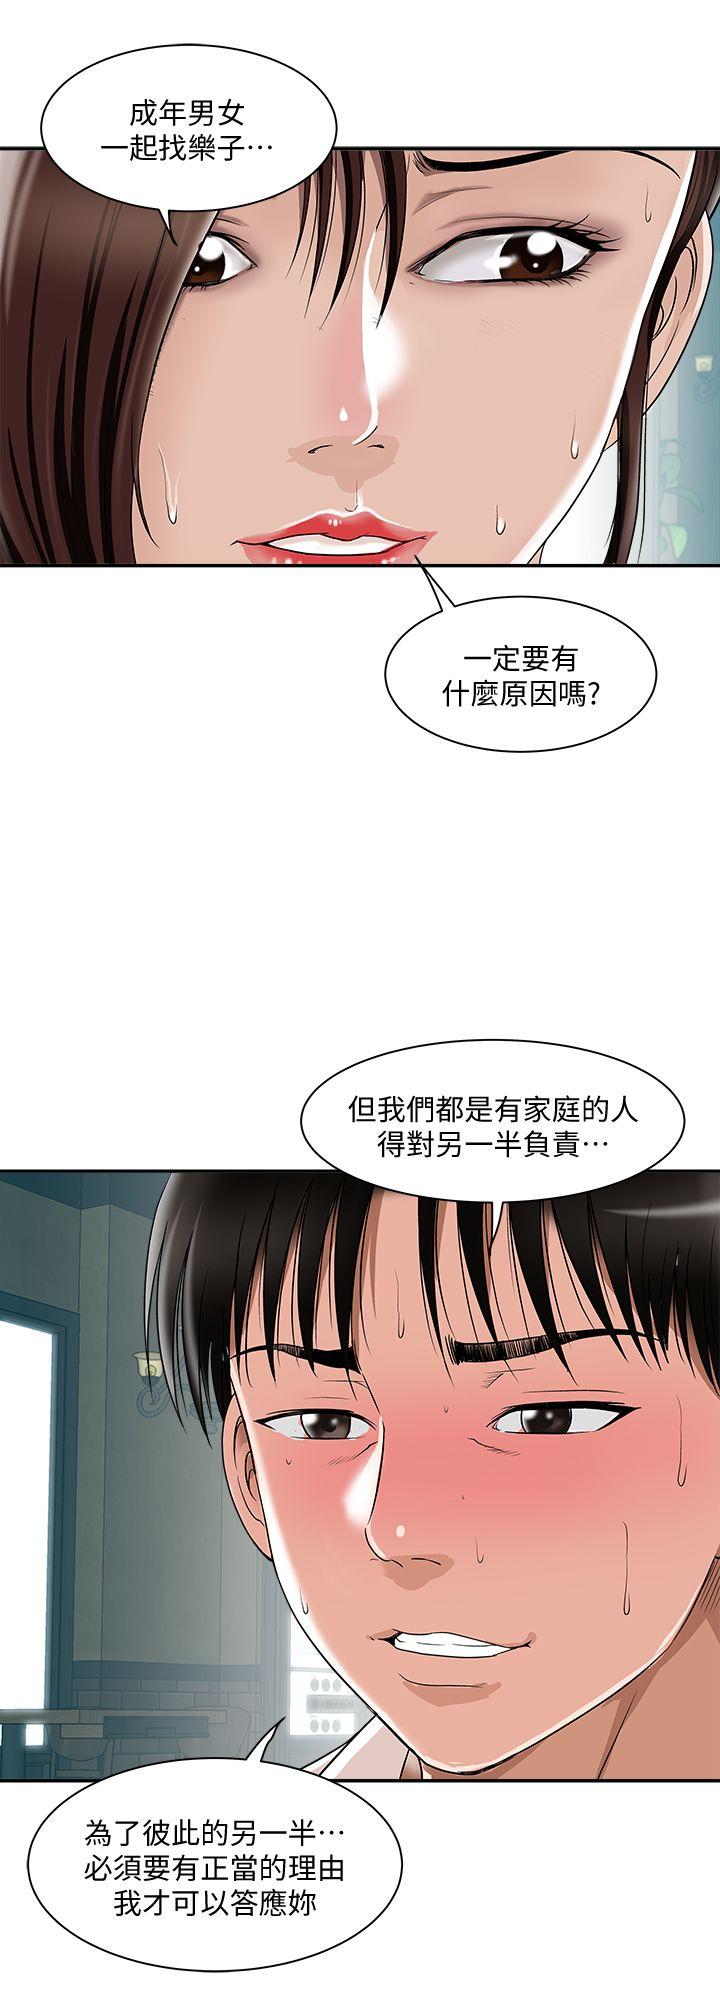 成年男女
一起找樂子…
一定要有
什麼原因嗎?
但我們都是有家庭的人
得對另一半負責…
BEER
為了彼此的另一半…
必須要有正當的理由
我才可以答應妳